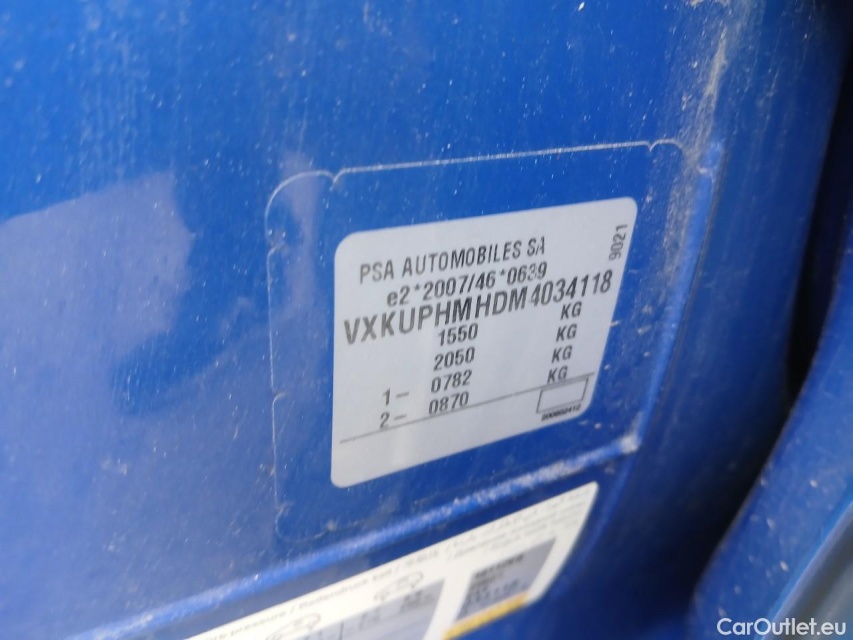 PSA AUTOMOBILES SA
9021
e2*2007/46*0639
VXKUPHMHDM4034118
1550 KG
2050 KG
1- 0782 KG
2- 0870 KG
CarOutlet.eu